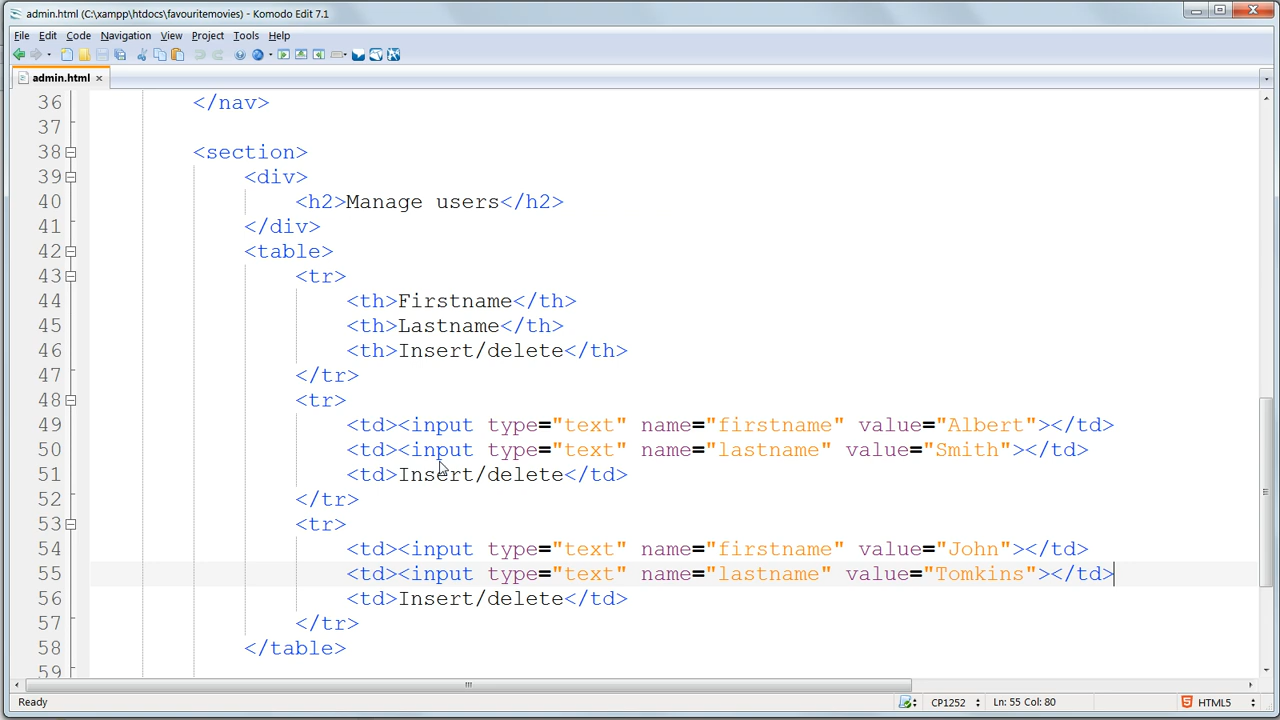 admin.html (C:\xampp\htdocs\favouritemovies) - Komodo Edit 7.1
File Edit Code Navigation View Project Tools Help
admin.html ×
36 </nav>
37
38 <section>
39 <div>
40 <h2>Manage users</h2>
41 </div>
42 <table>
43 <tr>
44 <th>Firstname</th>
45 <th>Lastname</th>
46 <th>Insert/delete</th>
47 </tr>
48 <tr>
49 <td><input type="text" name="firstname" value="Albert"></td>
50 <td><input type="text" name="lastname" value="Smith"></td>
51 <td>Insert/delete</td>
52 </tr>
53 <tr>
54 <td><input type="text" name="firstname" value="John"></td>
55 <td><input type="text" name="lastname" value="Tomkins"></td>
56 <td>Insert/delete</td>
57 </tr>
58 </table>
59
Ready CP1252 Ln: 55 Col: 80 HTML5